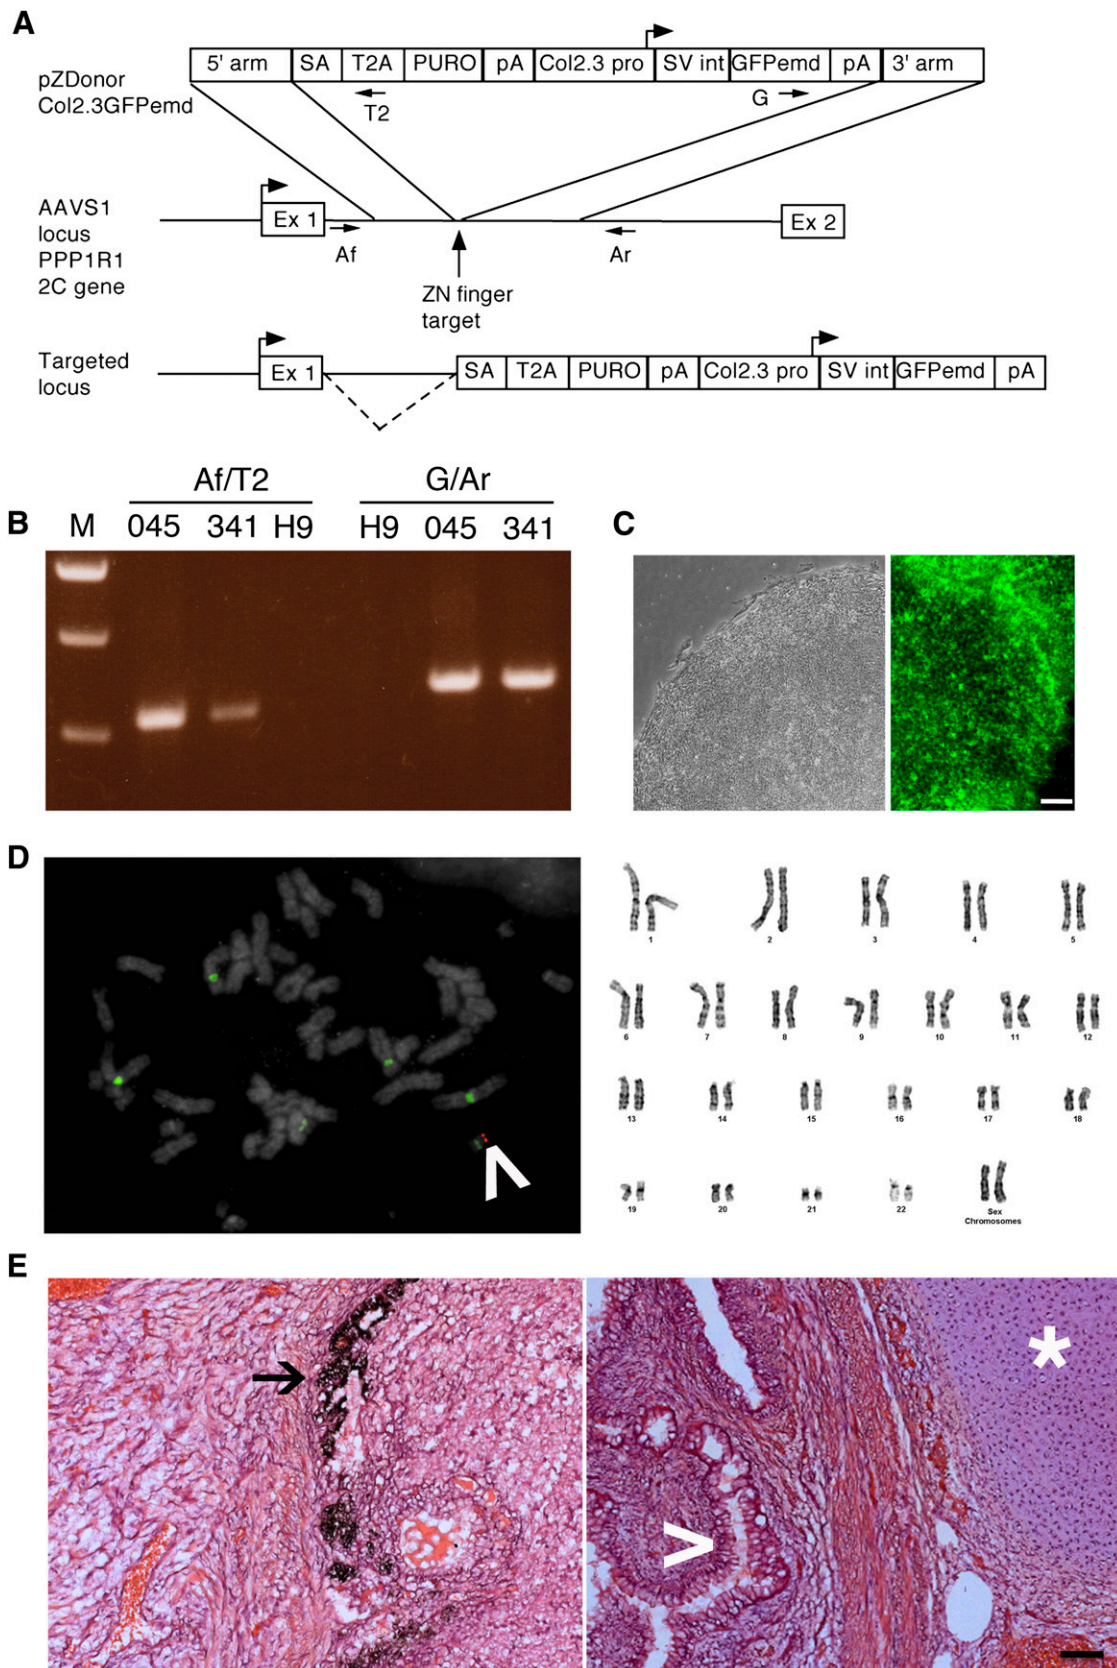 A
5' arm SA T2A PURO pA Col2.3 pro SV int GFPemd pA 3' arm
pZDonor
Col2.3GFPemd
T2 G
AAVS1
locus
PPP1R1
2C gene
Ex 1 Ex 2
Af Ar
ZN finger
target
Targeted
locus
Ex 1 SA T2A PURO pA Col2.3 pro SV int GFPemd pA
Af/T2 G/Ar
B M 045 341 H9 H9 045 341
C
D
1 2 3 4 5
6 7 8 9 10 11 12
13 14 15 16 17 18
19 20 21 22 Sex
Chromosomes
E
*